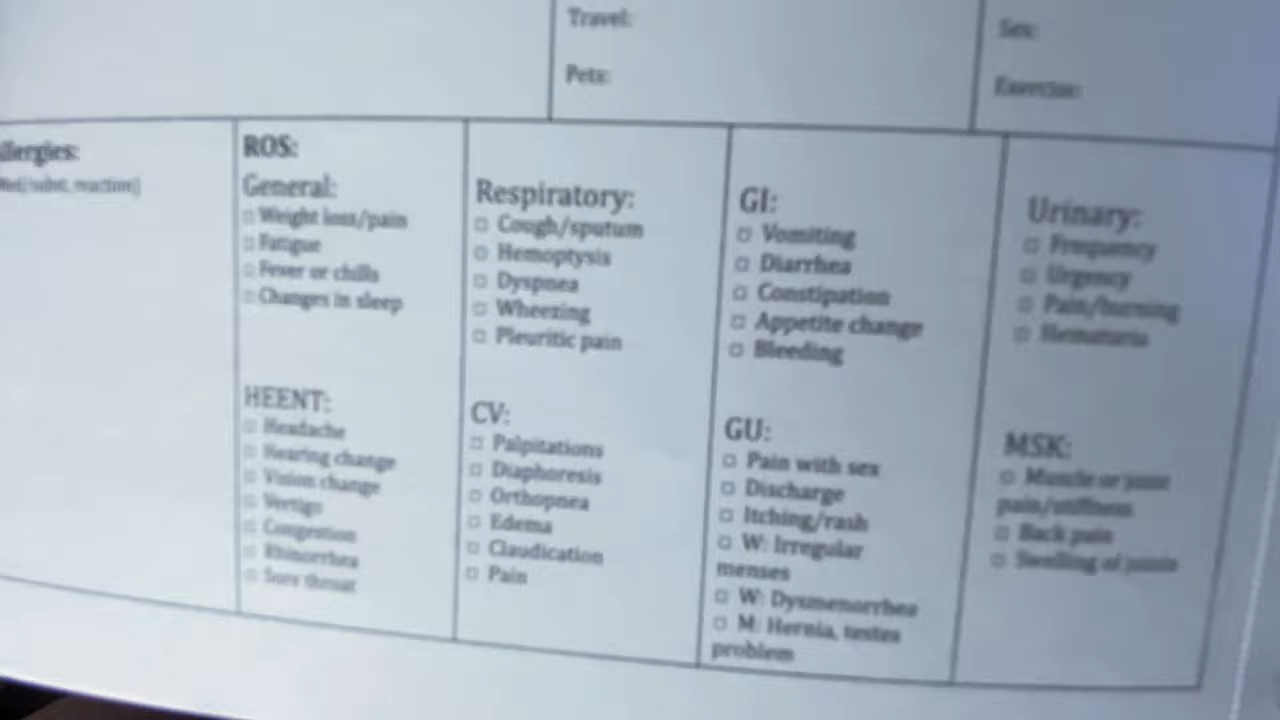 Travel:
Sex:
Pets:
Exercise:
llergies:
ROS:
General:
□ Weight loss/pain
□ Fatigue
□ Fever or chills
□ Changes in sleep
HEENT:
□ Headache
□ Hearing change
□ Vision change
□ Vertigo
□ Congestion
□ Rhinorrhea
□ Sore throat
Respiratory:
□ Cough/sputum
□ Hemoptysis
□ Dyspnea
□ Wheezing
□ Pleuritic pain
CV:
□ Palpitations
□ Diaphoresis
□ Orthopnea
□ Edema
□ Claudication
□ Pain
GI:
□ Vomiting
□ Diarrhea
□ Constipation
□ Appetite change
□ Bleeding
GU:
□ Pain with sex
□ Discharge
□ Itching/rash
□ W: Irregular
menses
□ W: Dysmenorrhea
□ M: Hernia, testes
problem
Urinary:
□ Frequency
□ Urgency
□ Pain/burning
□ Hematuria
MSK:
□ Muscle or joint
pain/stiffness
□ Back pain
□ Swelling of joints